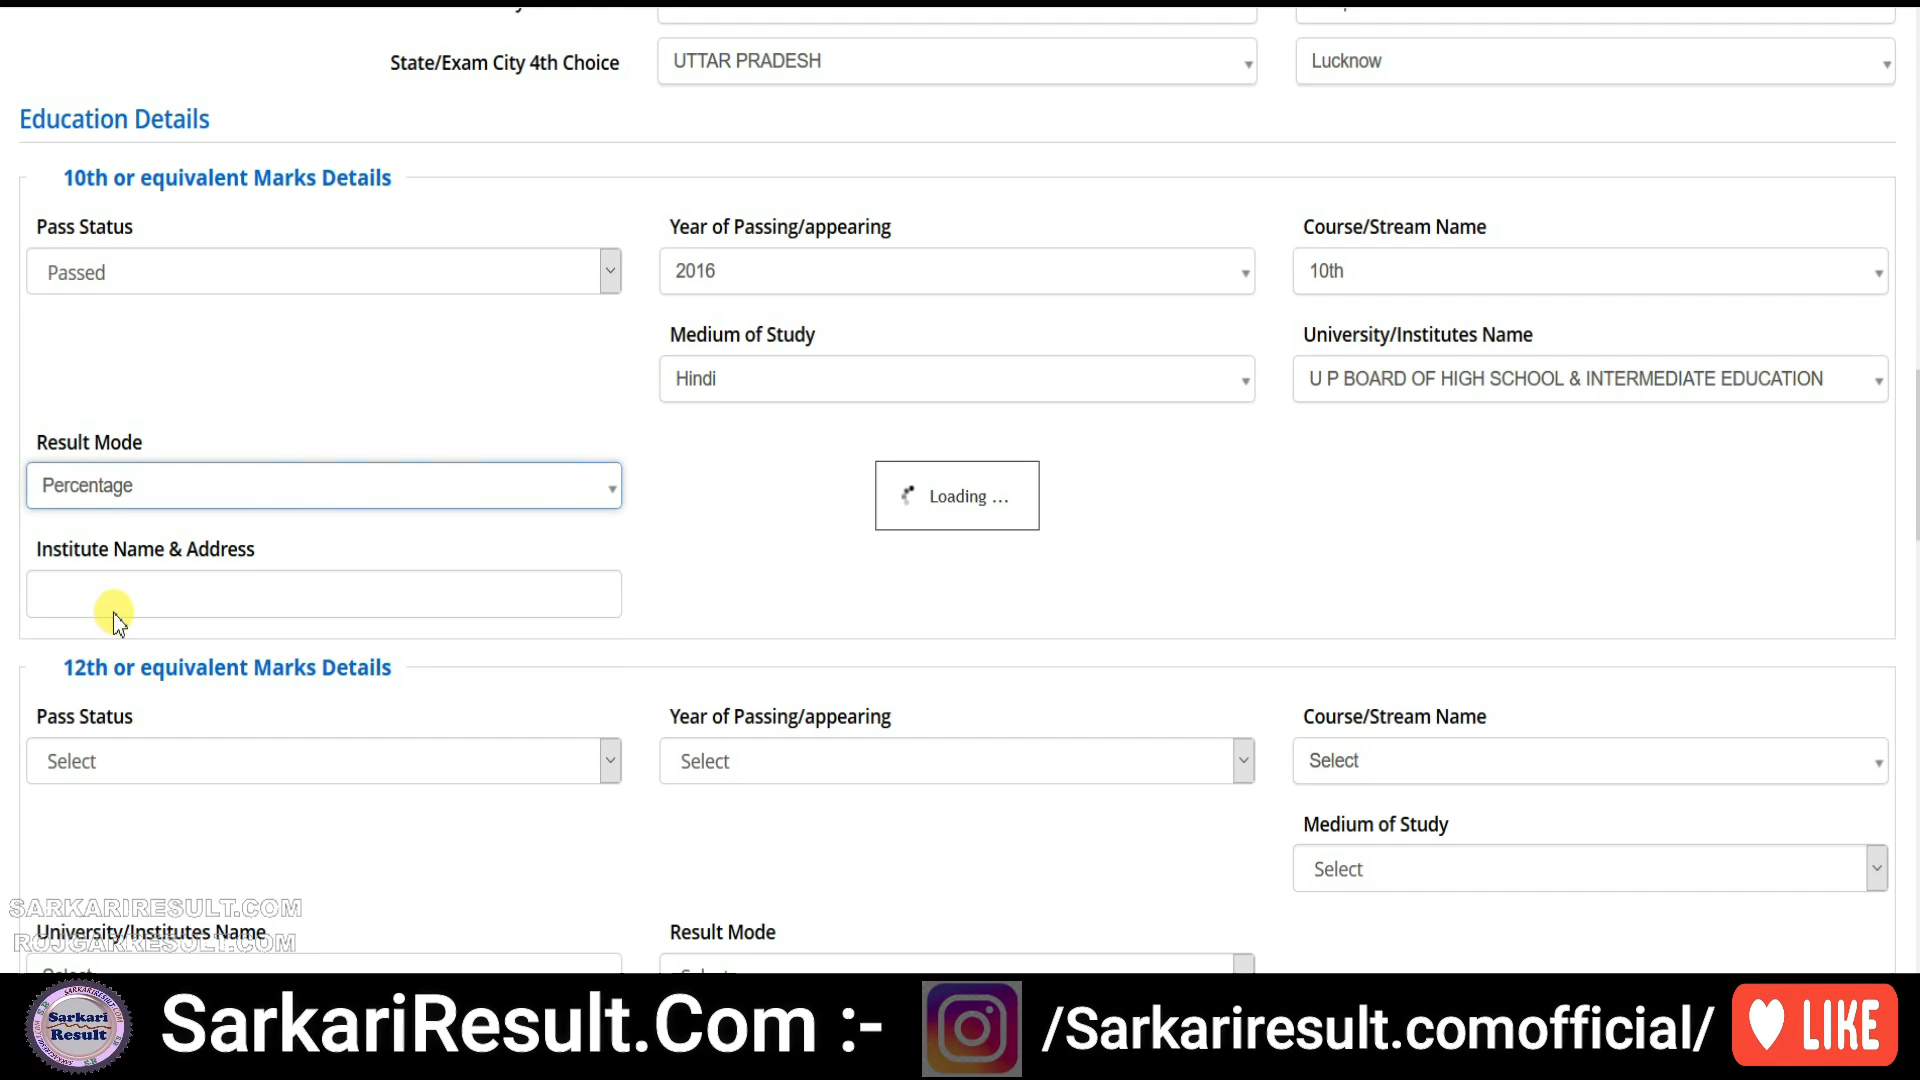 State/Exam City 4th Choice
UTTAR PRADESH
Lucknow
Education Details
10th or equivalent Marks Details
Pass Status
Year of Passing/appearing
Course/Stream Name
Passed
2016
10th
Medium of Study
University/Institutes Name
Hindi
U P BOARD OF HIGH SCHOOL & INTERMEDIATE EDUCATION
Result Mode
Percentage
Loading ...
Institute Name & Address
12th or equivalent Marks Details
Pass Status
Year of Passing/appearing
Course/Stream Name
Select
Select
Select
Medium of Study
Select
SARKARIRESULT.COM
University/Institutes Name
Result Mode
ROJGARRESULT.COM
Sarkari
Result
SarkariResult.Com :-
/Sarkariresult.comofficial/
LIKE